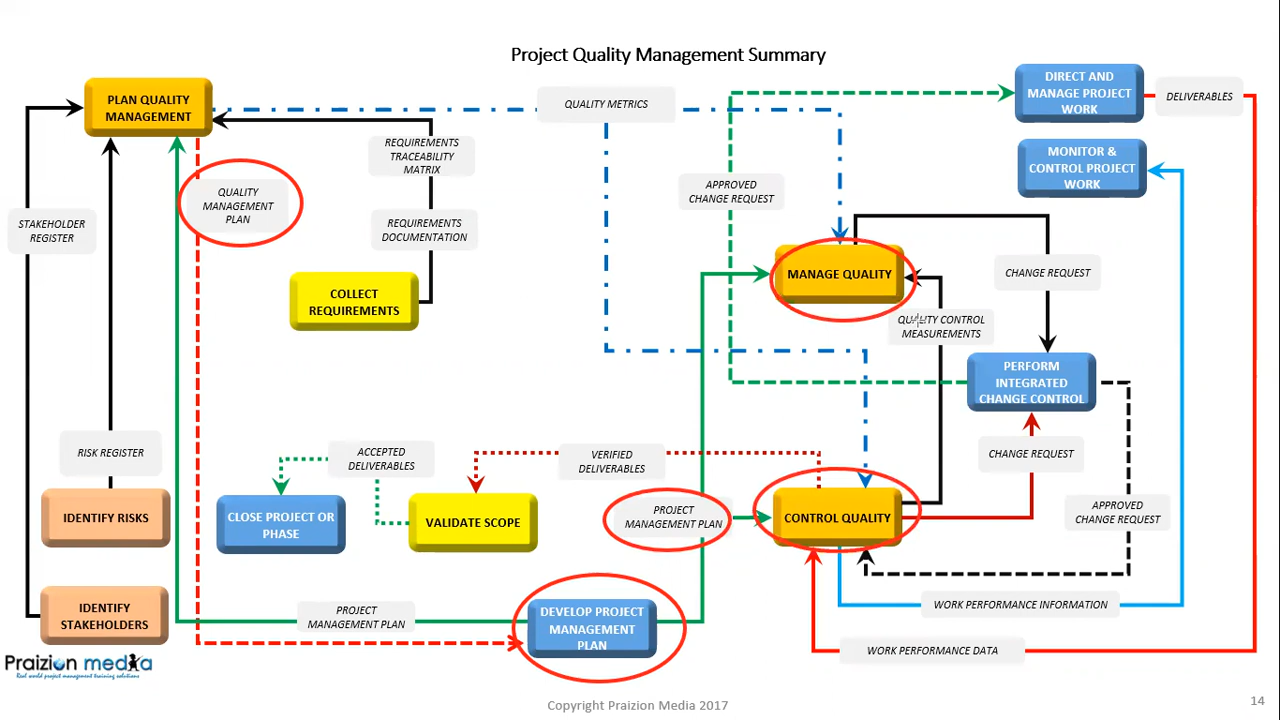 Project Quality Management Summary
PLAN QUALITY
MANAGEMENT
QUALITY METRICS
DIRECT AND
MANAGE PROJECT
WORK
DELIVERABLES
REQUIREMENTS
TRACEABILITY
MATRIX
MONITOR &
CONTROL PROJECT
WORK
QUALITY
MANAGEMENT
PLAN
APPROVED
CHANGE REQUEST
STAKEHOLDER
REGISTER
REQUIREMENTS
DOCUMENTATION
MANAGE QUALITY
CHANGE REQUEST
COLLECT
REQUIREMENTS
QUALITY CONTROL
MEASUREMENTS
PERFORM
INTEGRATED
CHANGE CONTROL
RISK REGISTER
ACCEPTED
DELIVERABLES
VERIFIED
DELIVERABLES
CHANGE REQUEST
IDENTIFY RISKS
CLOSE PROJECT OR
PHASE
VALIDATE SCOPE
PROJECT
MANAGEMENT PLAN
CONTROL QUALITY
APPROVED
CHANGE REQUEST
IDENTIFY
STAKEHOLDERS
PROJECT
MANAGEMENT PLAN
DEVELOP PROJECT
MANAGEMENT
PLAN
WORK PERFORMANCE INFORMATION
WORK PERFORMANCE DATA
Praizion media
Real world project management training solutions
Copyright Praizion Media 2017
14